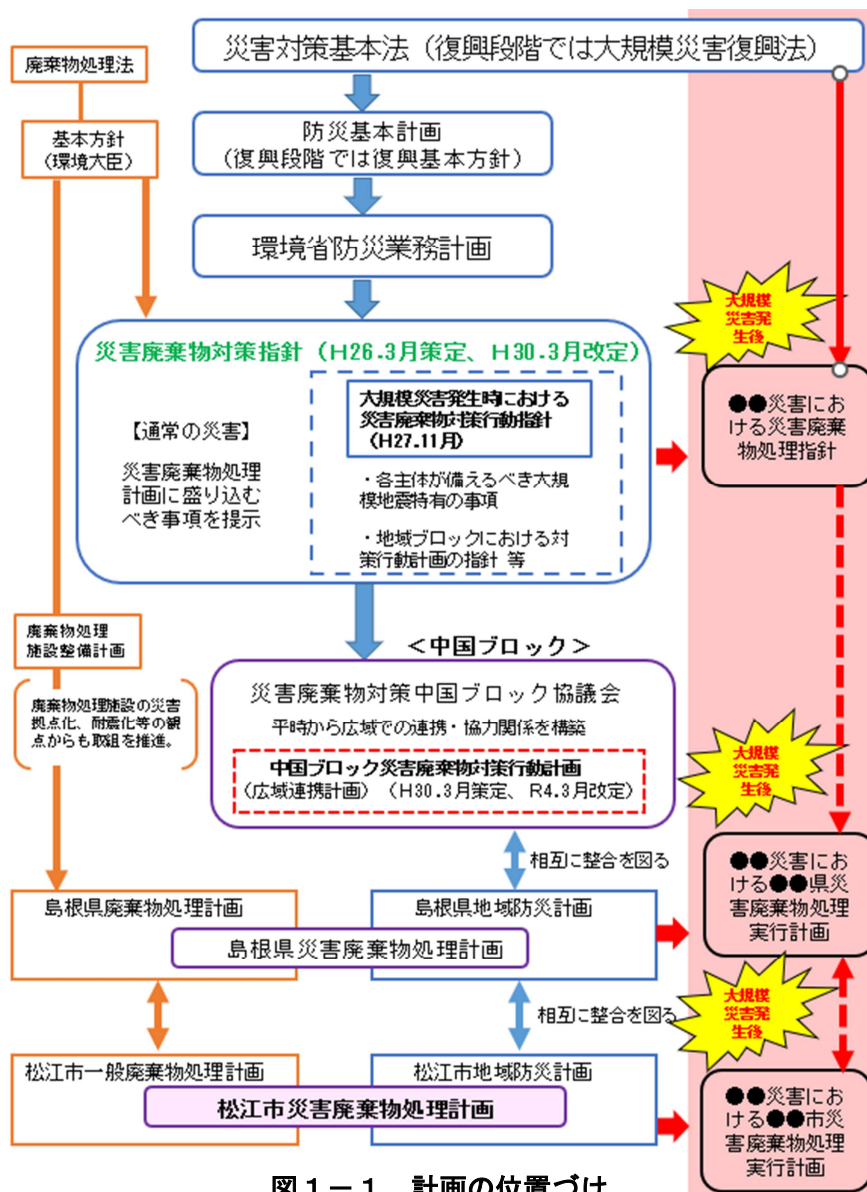 災害対策基本法（復興段階では大規模災害復興法）
廃棄物処理法
基本方針
（環境大臣）
防災基本計画
（復興段階では復興基本方針）
環境省防災業務計画
大規模
災害発
生後
災害廃棄物対策指針（H26.3月策定、H30.3月改定）
【通常の災害】
災害廃棄物処理
計画に盛り込む
べき事項を提示
大規模災害発生時における
災害廃棄物対策行動指針
（H27.11月）
・各主体が備えるべき大規
模地震特有の事項
・地域ブロックにおける対
策行動計画の指針 等
●●災害にお
ける災害廃棄
物処理指針
廃棄物処理
施設整備計画
廃棄物処理施設の災害
拠点化、耐震化等の観
点からも取組を推進。
＜中国ブロック＞
災害廃棄物対策中国ブロック協議会
平時から広域での連携・協力関係を構築
中国ブロック災害廃棄物対策行動計画
（広域連携計画）（H30.3月策定、R4.3月改定）
大規模
災害発
生後
相互に整合を図る
島根県廃棄物処理計画
島根県地域防災計画
島根県災害廃棄物処理計画
●●災害にお
ける●●県災
害廃棄物処理
実行計画
大規模
災害発
生後
相互に整合を図る
松江市一般廃棄物処理計画
松江市地域防災計画
松江市災害廃棄物処理計画
●●災害にお
ける●●市災
害廃棄物処理
実行計画
図１－１ 計画の位置づけ